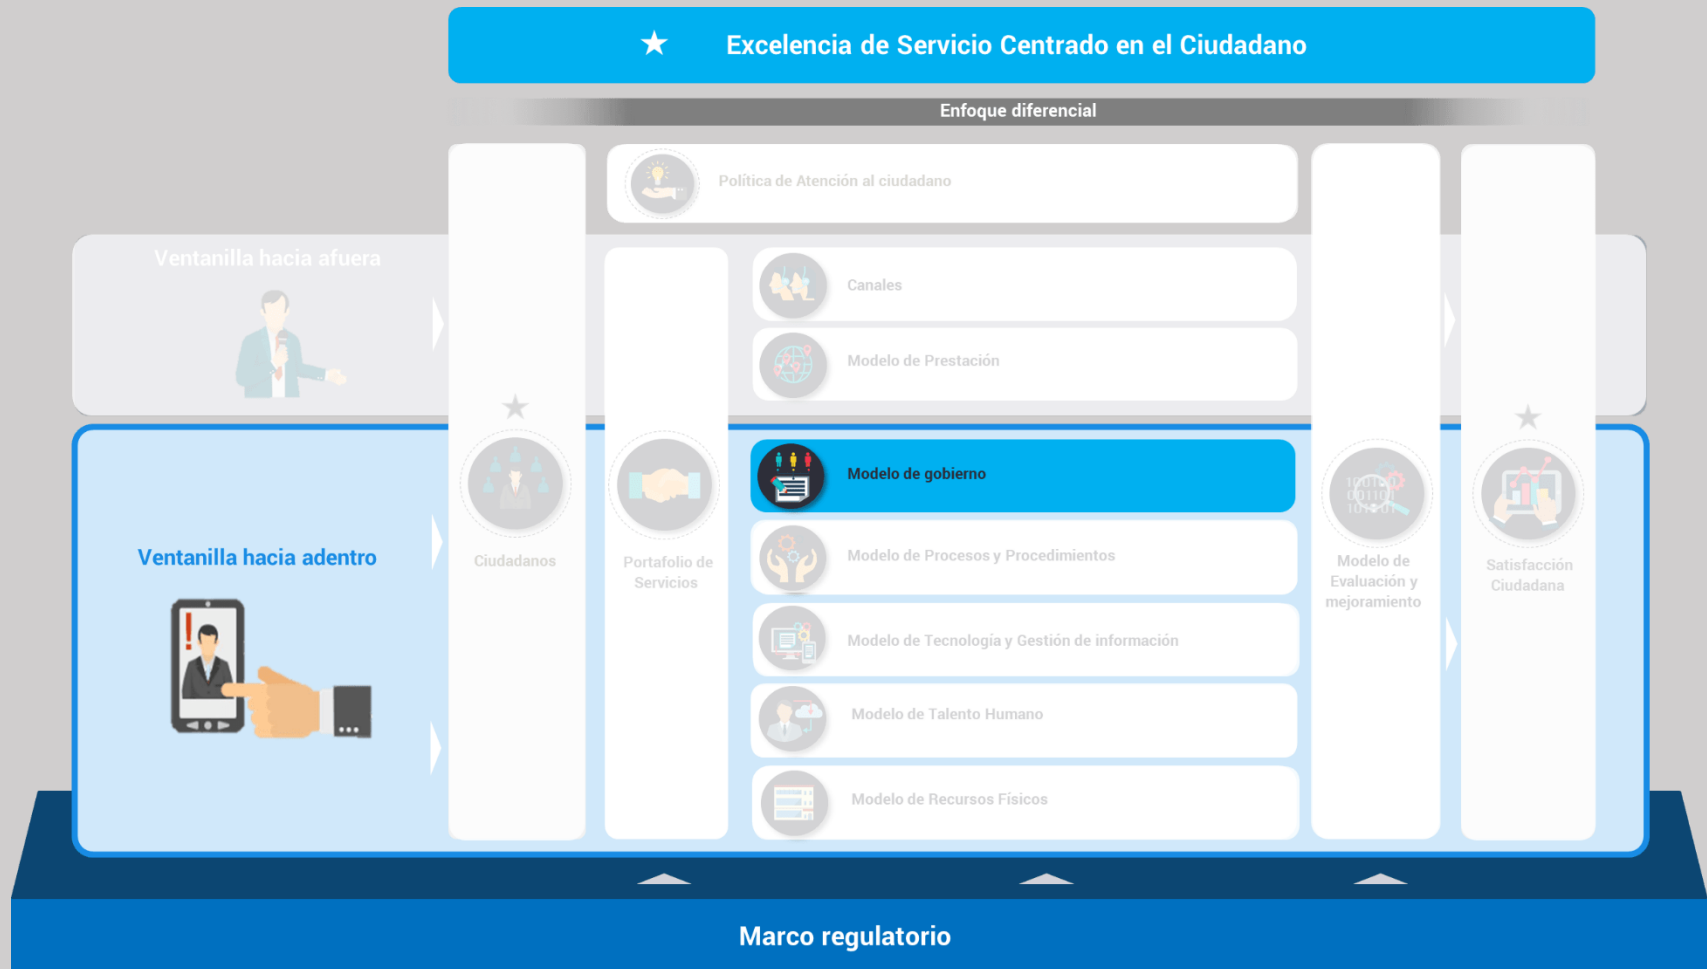 Excelencia de Servicio Centrado en el Ciudadano
Enfoque diferencial
Política de Atención al ciudadano
Ventanilla hacia afuera
Canales
Modelo de Prestación
Ventanilla hacia adentro
Ciudadanos
Portafolio de
Servicios
Modelo de gobierno
Modelo de Procesos y Procedimientos
Modelo de Tecnología y Gestión de información
Modelo de Talento Humano
Modelo de Recursos Físicos
Modelo de
Evaluación y
mejoramiento
Satisfacción
Ciudadana
Marco regulatorio